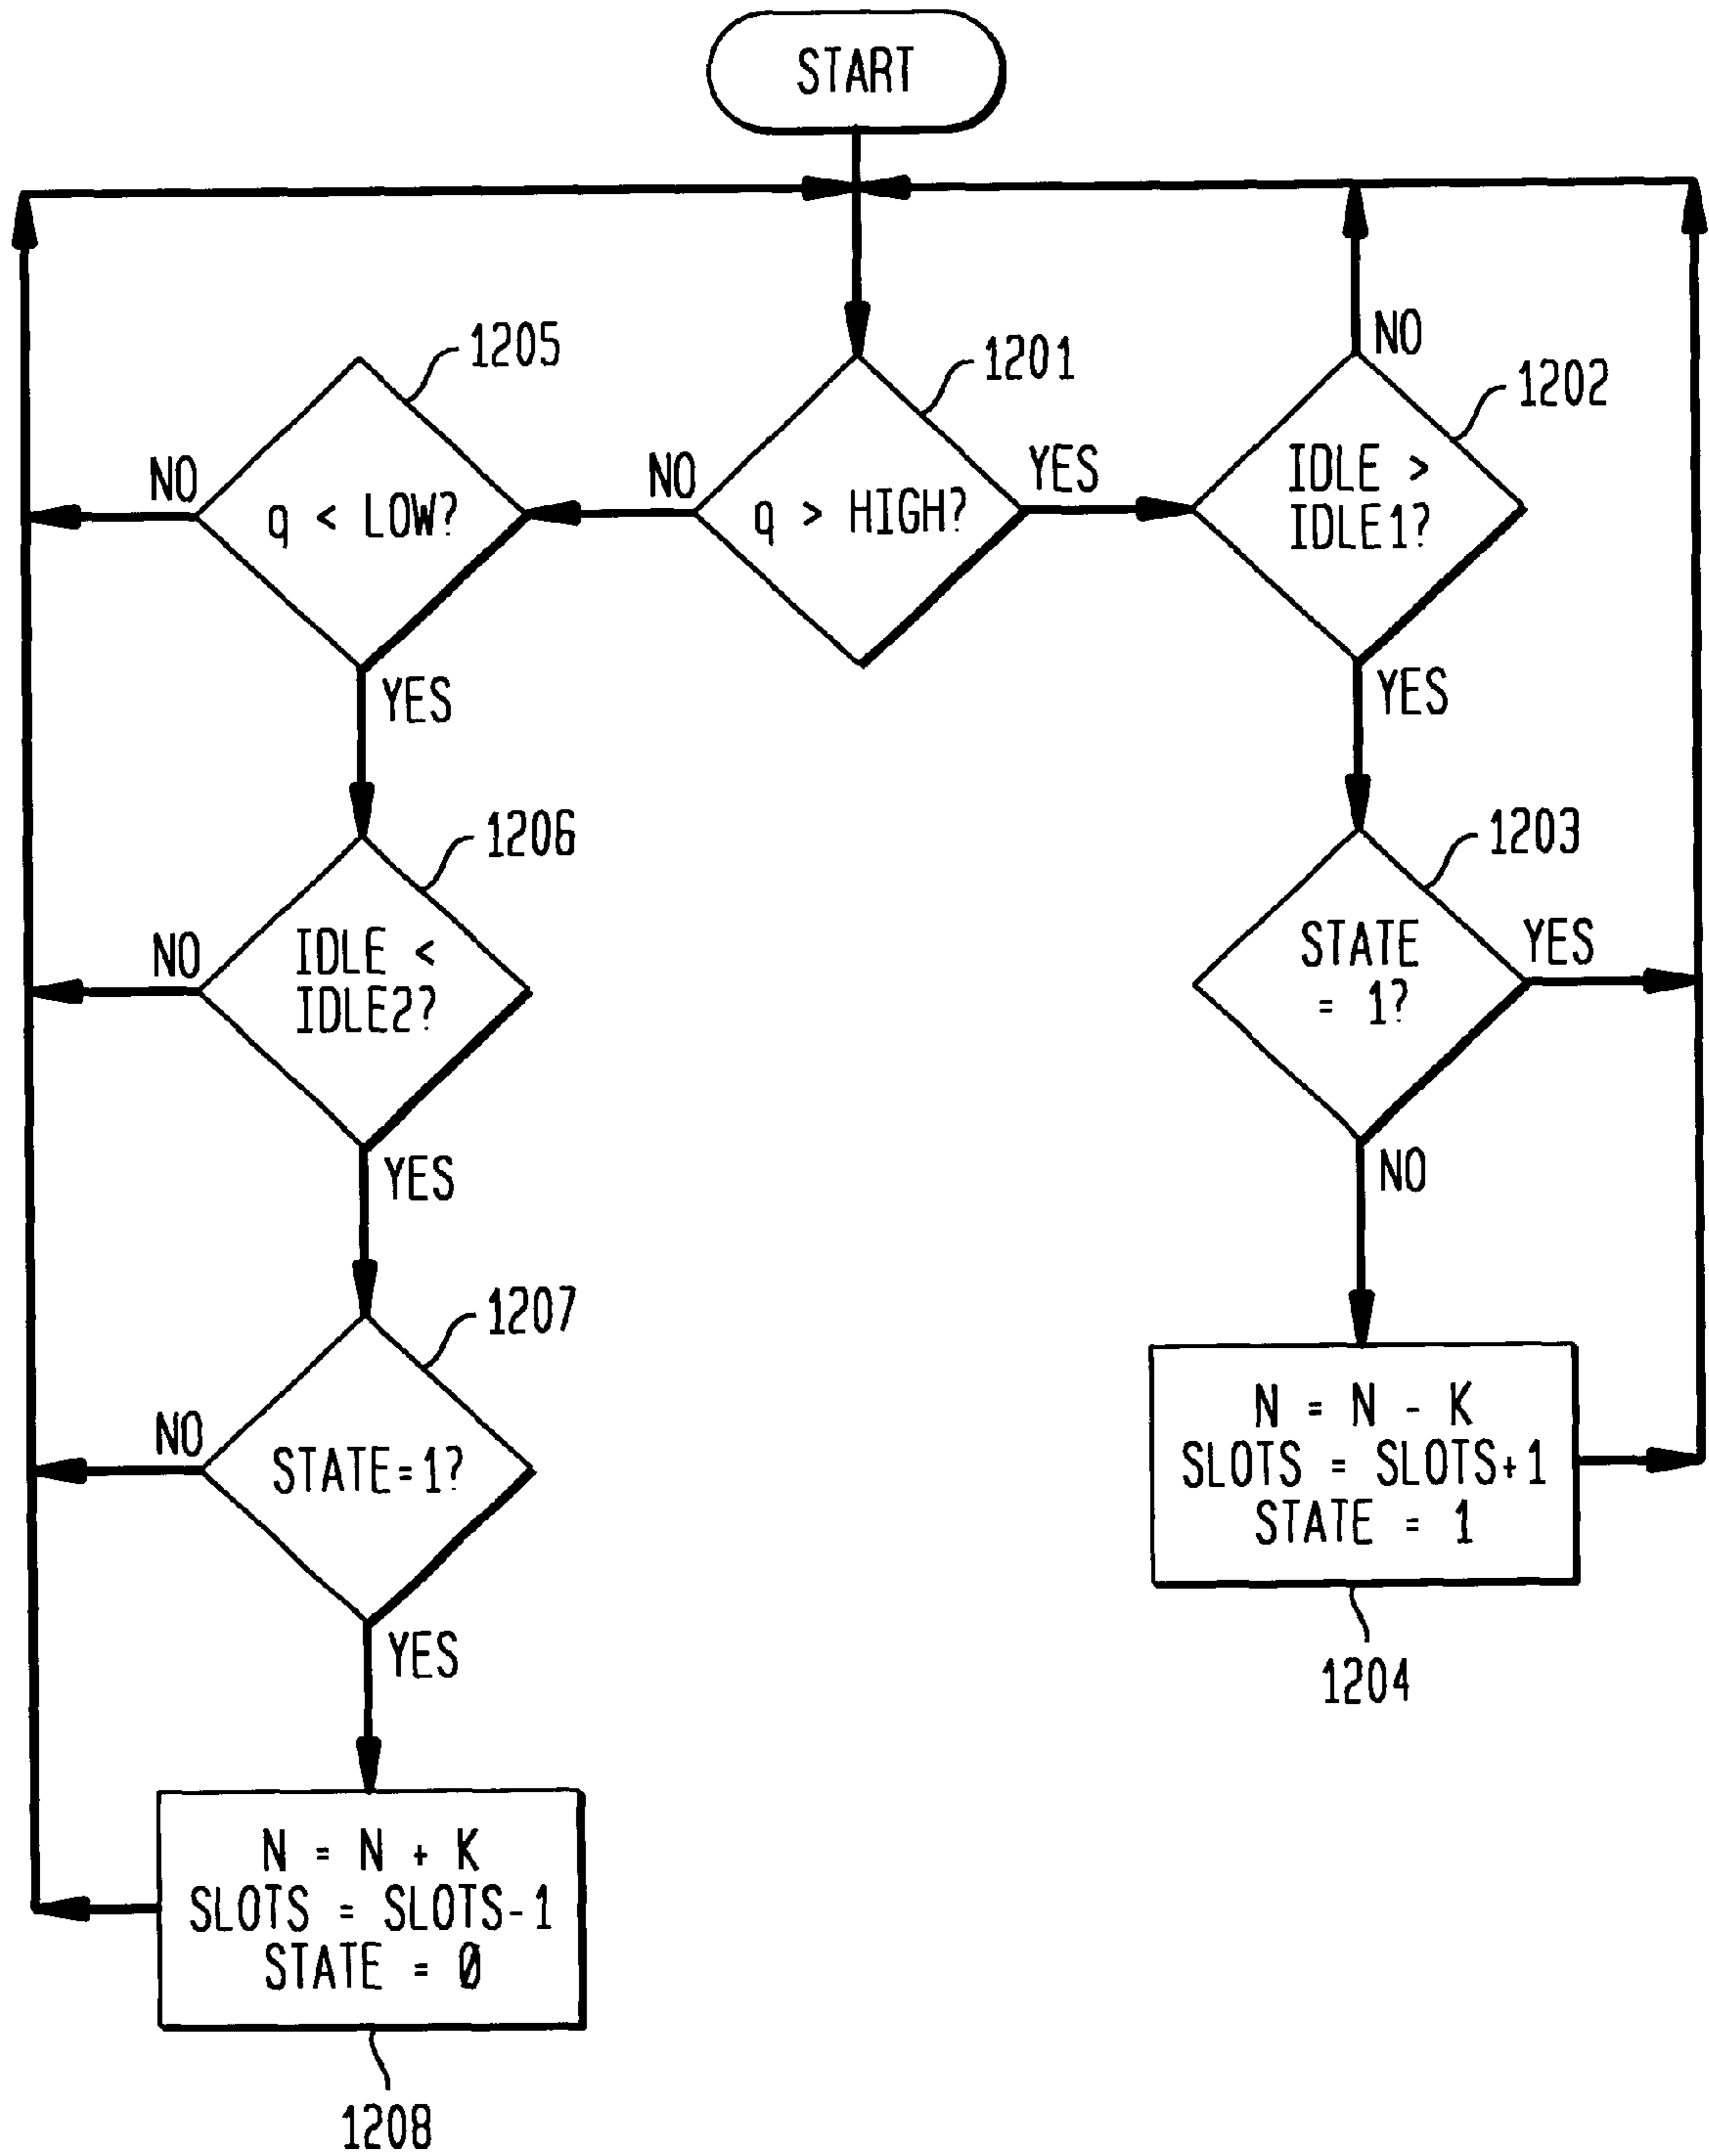 START
1205
1201
1202
NO
q < LOW?
NO
q > HIGH?
YES
IDLE >
IDLE1?
NO
YES
YES
1206
1203
NO
IDLE <
IDLE2?
STATE
= 1?
YES
YES
NO
1207
NO
STATE=1?
N = N - K
SLOTS = SLOTS+1
STATE = 1
YES
1204
N = N + K
SLOTS = SLOTS-1
STATE = Ø
1208